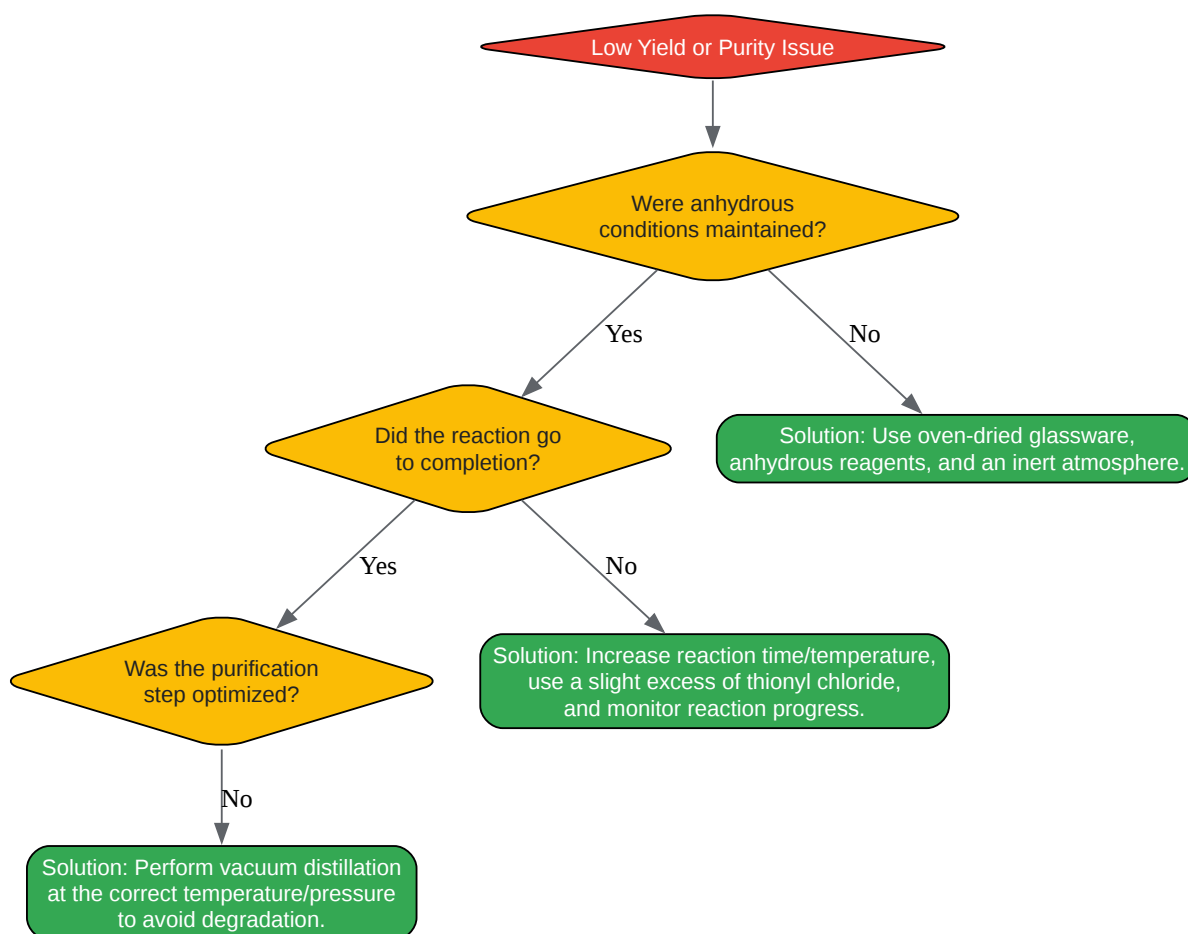 Low Yield or Purity Issue
Were anhydrous
conditions maintained?
Yes
No
Did the reaction go
to completion?
Solution: Use oven-dried glassware,
anhydrous reagents, and an inert atmosphere.
Yes
No
Was the purification
step optimized?
Solution: Increase reaction time/temperature,
use a slight excess of thionyl chloride,
and monitor reaction progress.
No
Solution: Perform vacuum distillation
at the correct temperature/pressure
to avoid degradation.